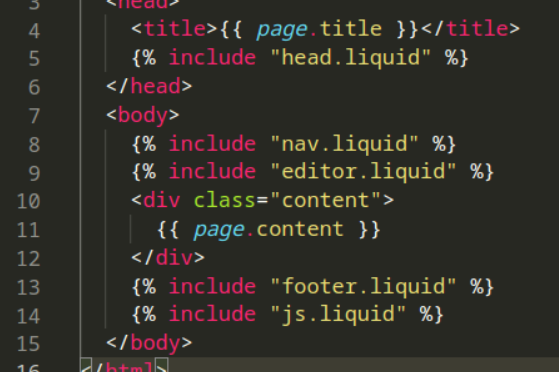 3 <head>
4 <title>{{ page.title }}</title>
5 {% include "head.liquid" %}
6 </head>
7 <body>
8 {% include "nav.liquid" %}
9 {% include "editor.liquid" %}
10 <div class="content">
11 {{ page.content }}
12 </div>
13 {% include "footer.liquid" %}
14 {% include "js.liquid" %}
15 </body>
16 </html>